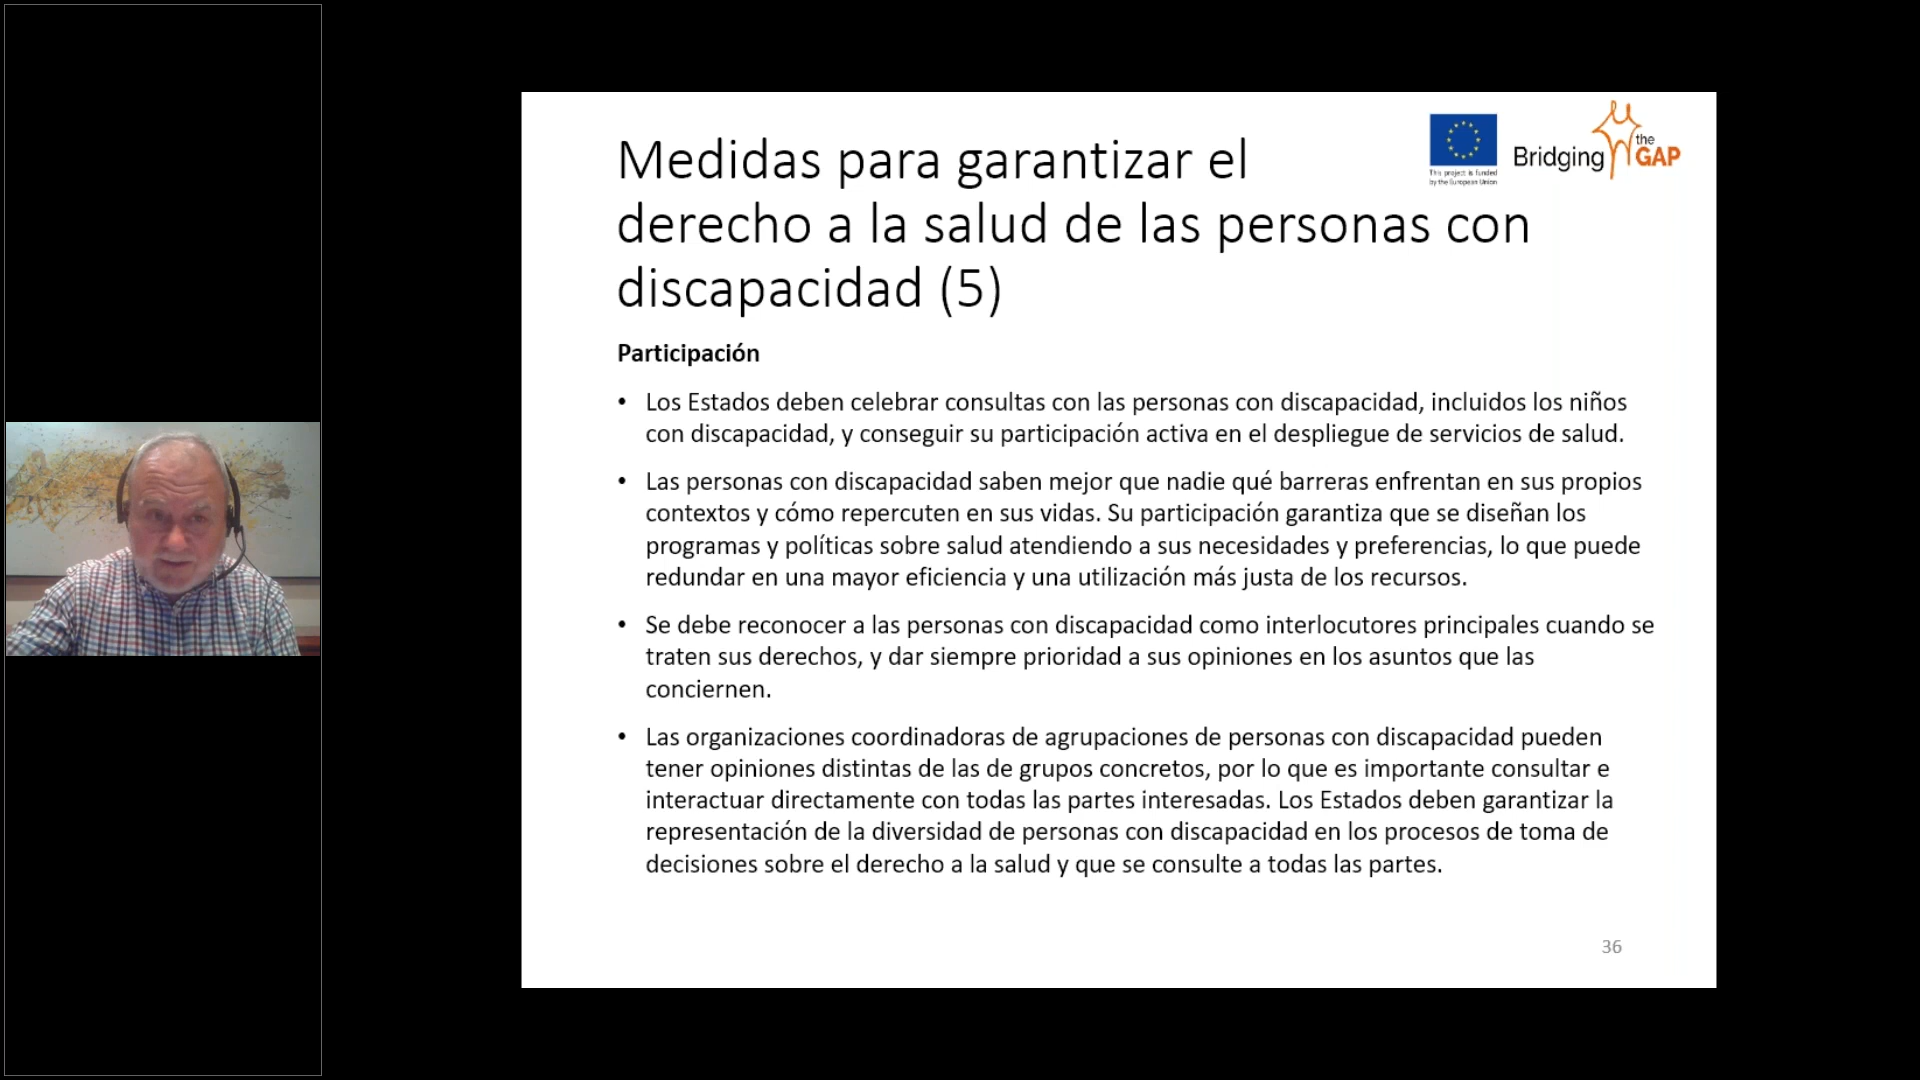 Medidas para garantizar el
derecho a la salud de las personas con
discapacidad (5)
This project is funded
by the European Union
Bridging the GAP
Participación
• Los Estados deben celebrar consultas con las personas con discapacidad, incluidos los niños
con discapacidad, y conseguir su participación activa en el despliegue de servicios de salud.
• Las personas con discapacidad saben mejor que nadie qué barreras enfrentan en sus propios
contextos y cómo repercuten en sus vidas. Su participación garantiza que se diseñan los
programas y políticas sobre salud atendiendo a sus necesidades y preferencias, lo que puede
redundar en una mayor eficiencia y una utilización más justa de los recursos.
• Se debe reconocer a las personas con discapacidad como interlocutores principales cuando se
traten sus derechos, y dar siempre prioridad a sus opiniones en los asuntos que las
conciernen.
• Las organizaciones coordinadoras de agrupaciones de personas con discapacidad pueden
tener opiniones distintas de las de grupos concretos, por lo que es importante consultar e
interactuar directamente con todas las partes interesadas. Los Estados deben garantizar la
representación de la diversidad de personas con discapacidad en los procesos de toma de
decisiones sobre el derecho a la salud y que se consulte a todas las partes.
36